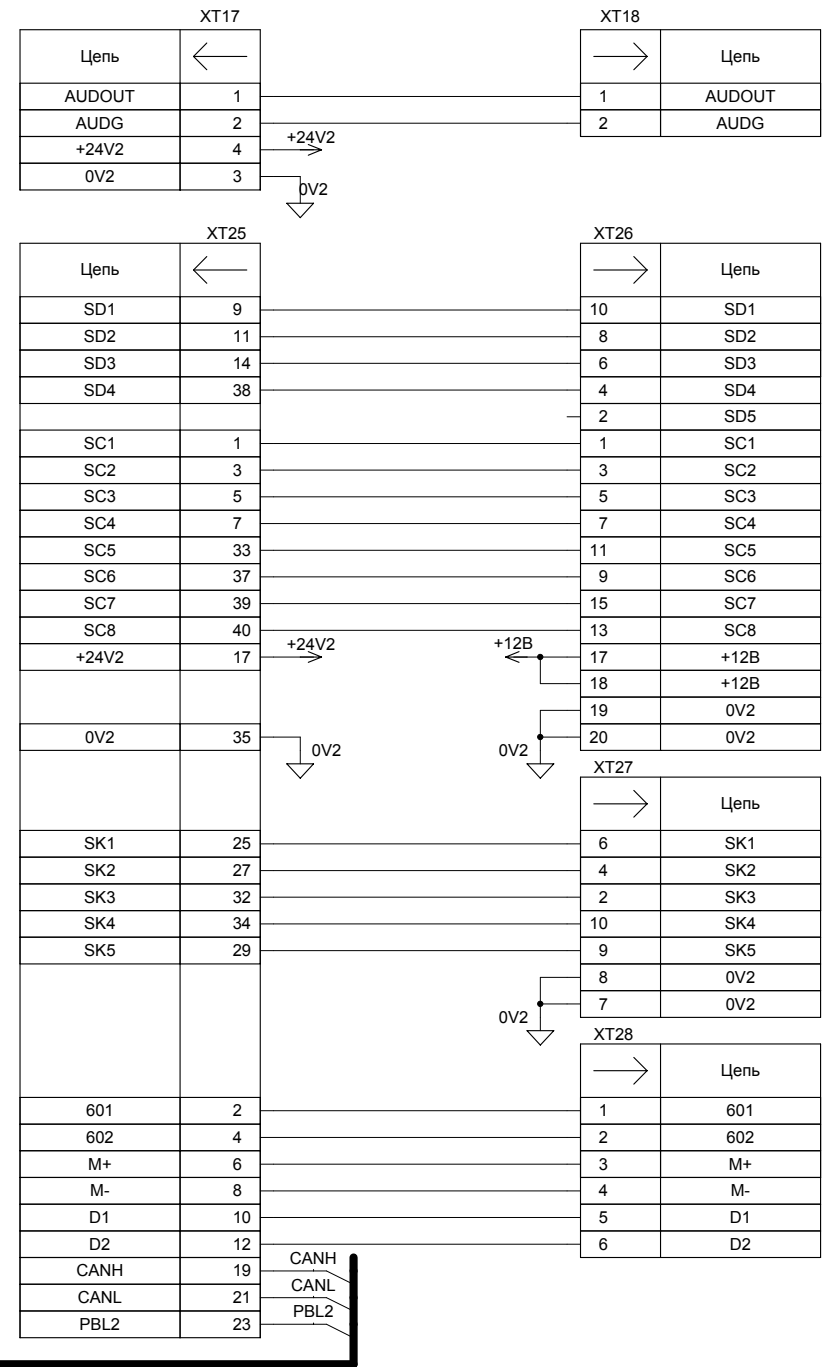 XT17 XT18
Цепь Цепь
AUDOUT 1 1 AUDOUT
AUDG 2 2 AUDG
+24V2 4 +24V2
0V2 3 0V2
XT25 XT26
Цепь Цепь
SD1 9 10 SD1
SD2 11 8 SD2
SD3 14 6 SD3
SD4 38 4 SD4
2 SD5
SC1 1 1 SC1
SC2 3 3 SC2
SC3 5 5 SC3
SC4 7 7 SC4
SC5 33 11 SC5
SC6 37 9 SC6
SC7 39 15 SC7
SC8 40 13 SC8
+24V2 17 +24V2 +12В 17 +12В
18 +12В
19 0V2
0V2 35 0V2 0V2 20 0V2
XT27
Цепь
SK1 25 6 SK1
SK2 27 4 SK2
SK3 32 2 SK3
SK4 34 10 SK4
SK5 29 9 SK5
8 0V2
0V2 7 0V2
XT28
Цепь
601 2 1 601
602 4 2 602
M+ 6 3 M+
M- 8 4 M-
D1 10 5 D1
D2 12 6 D2
CANH 19 CANH
CANL 21 CANL
PBL2 23 PBL2